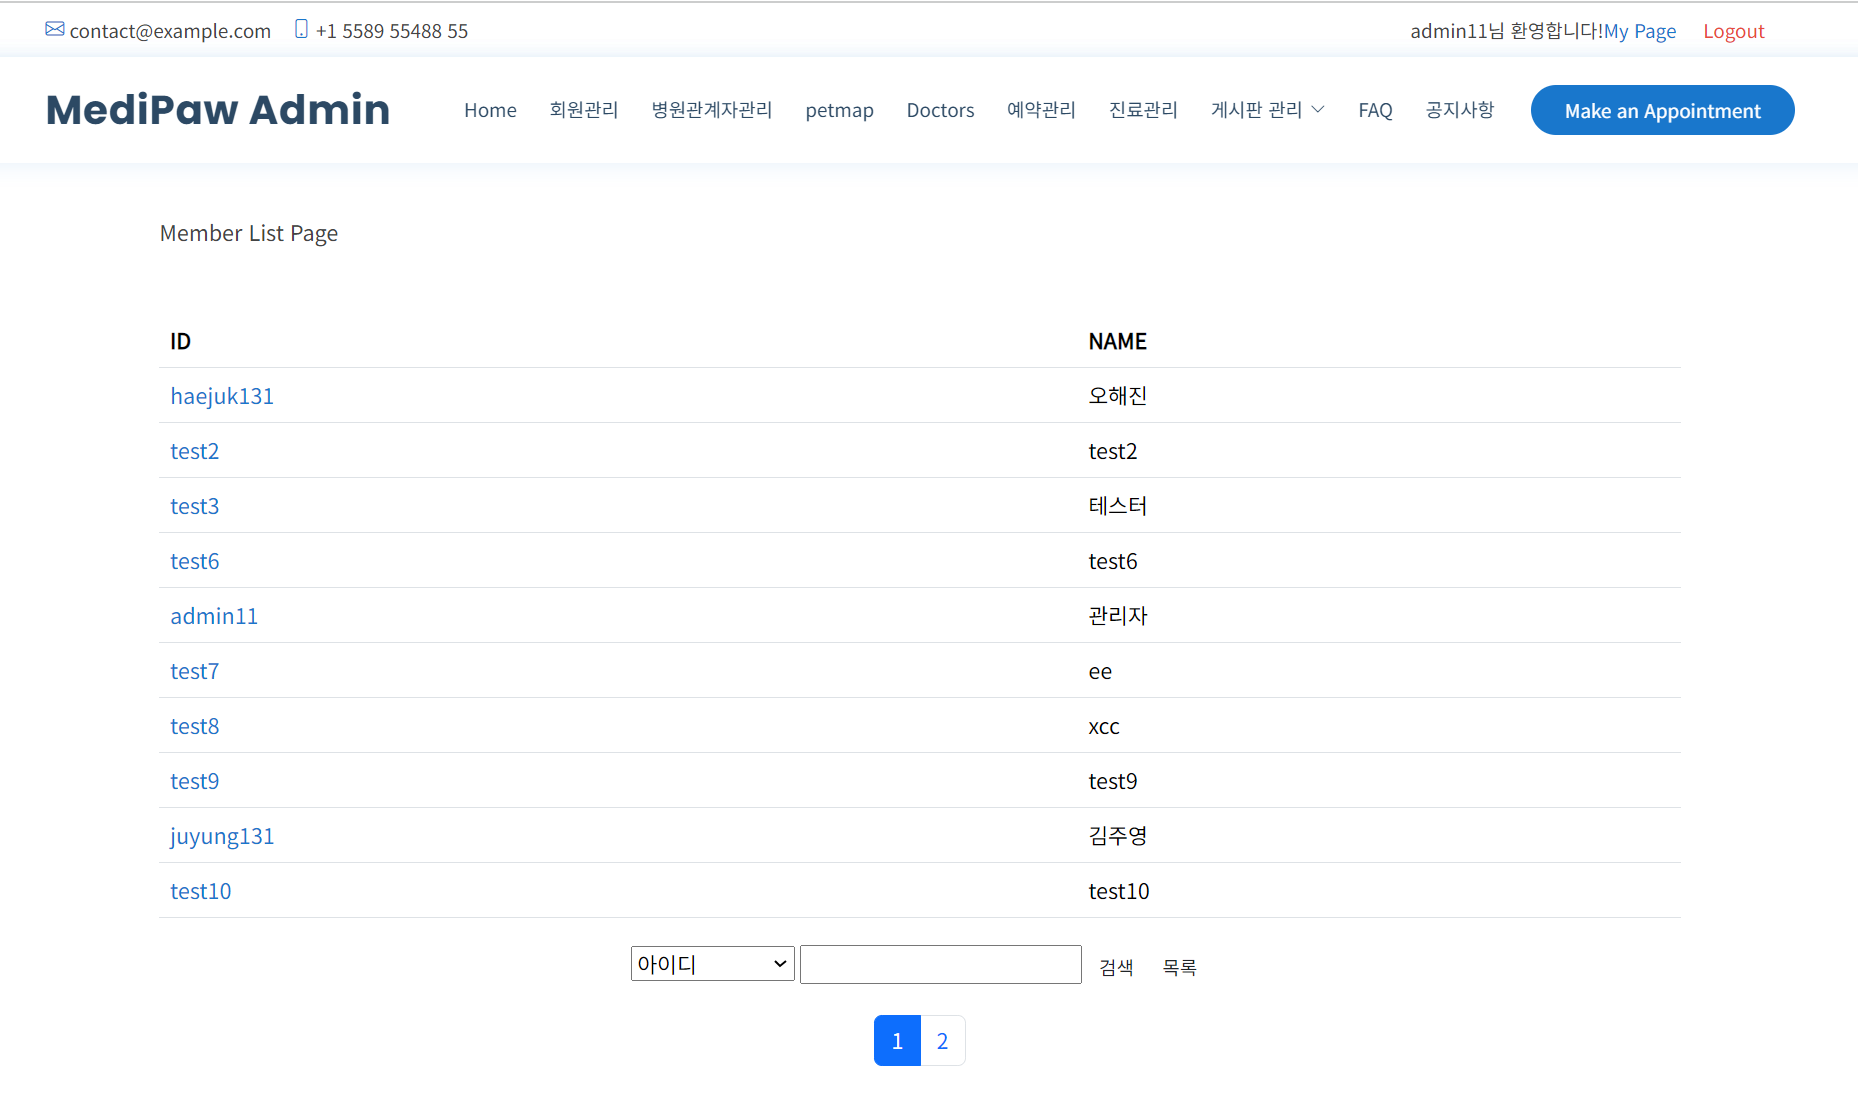 contact@example.com +1 5589 55488 55 admin11님 환영합니다!My Page Logout
MediPaw Admin Home 회원관리 병원관계자관리 petmap Doctors 예약관리 진료관리 게시판 관리 FAQ 공지사항 Make an Appointment
Member List Page
ID NAME
haejuk131 오해진
test2 test2
test3 테스터
test6 test6
admin11 관리자
test7 ee
test8 xcc
test9 test9
juyung131 김주영
test10 test10
아이디 검색 목록
1 2